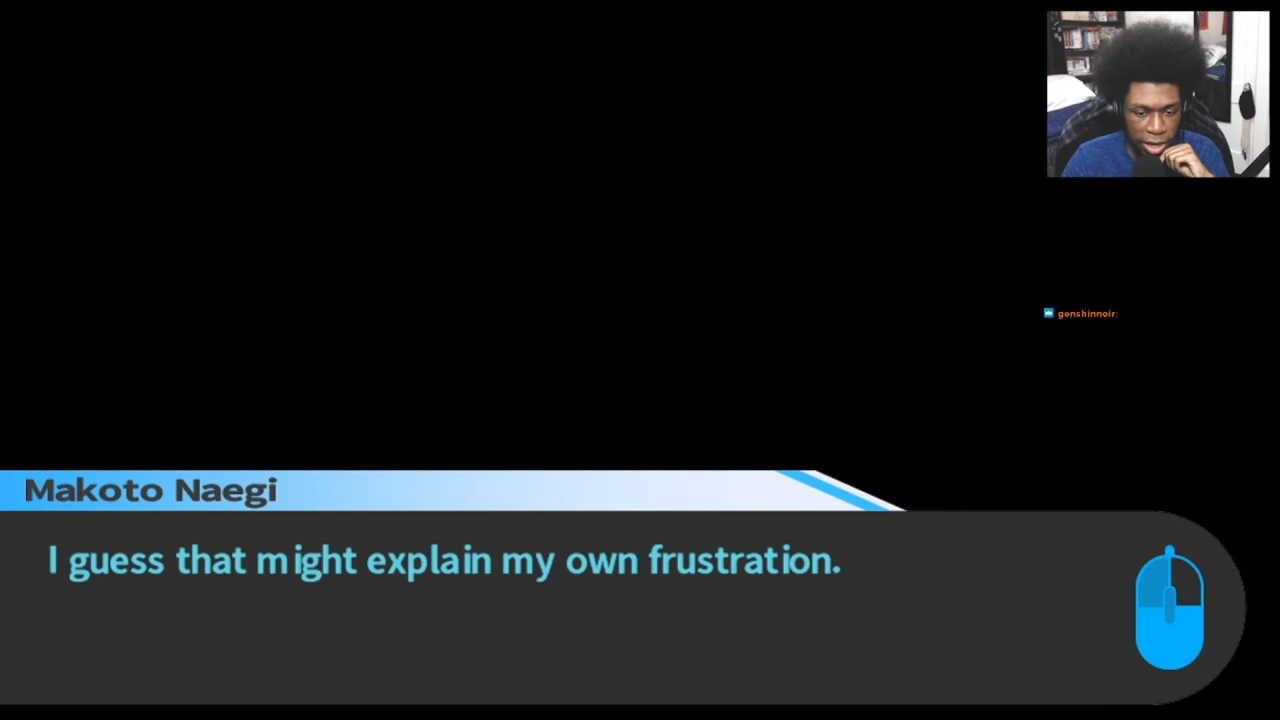 genshinnoir:
Makoto Naegi
I guess that might explain my own frustration.